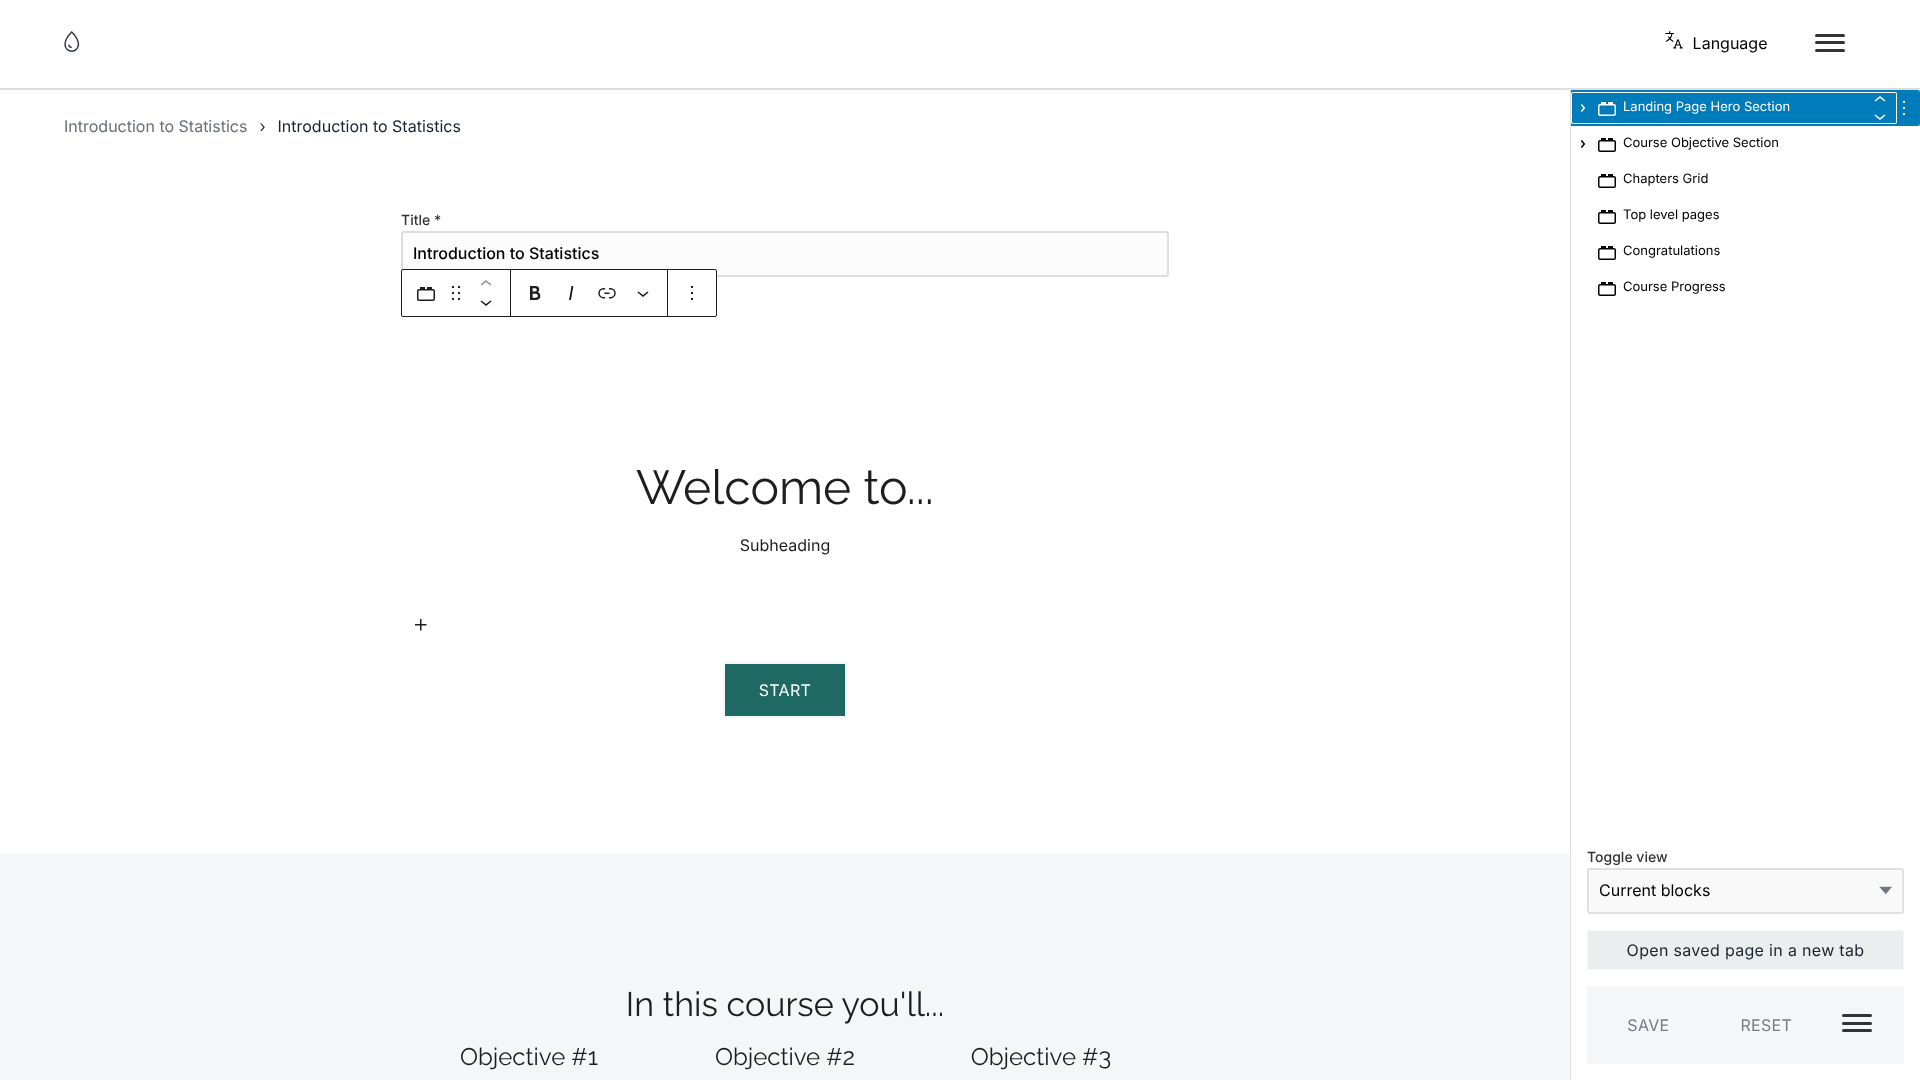 Language
Introduction to Statistics › Introduction to Statistics
Title *
Introduction to Statistics
B I
Welcome to...
Subheading
START
In this course you'll...
Objective #1 Objective #2 Objective #3
Landing Page Hero Section
Course Objective Section
Chapters Grid
Top level pages
Congratulations
Course Progress
Toggle view
Current blocks
Open saved page in a new tab
SAVE RESET